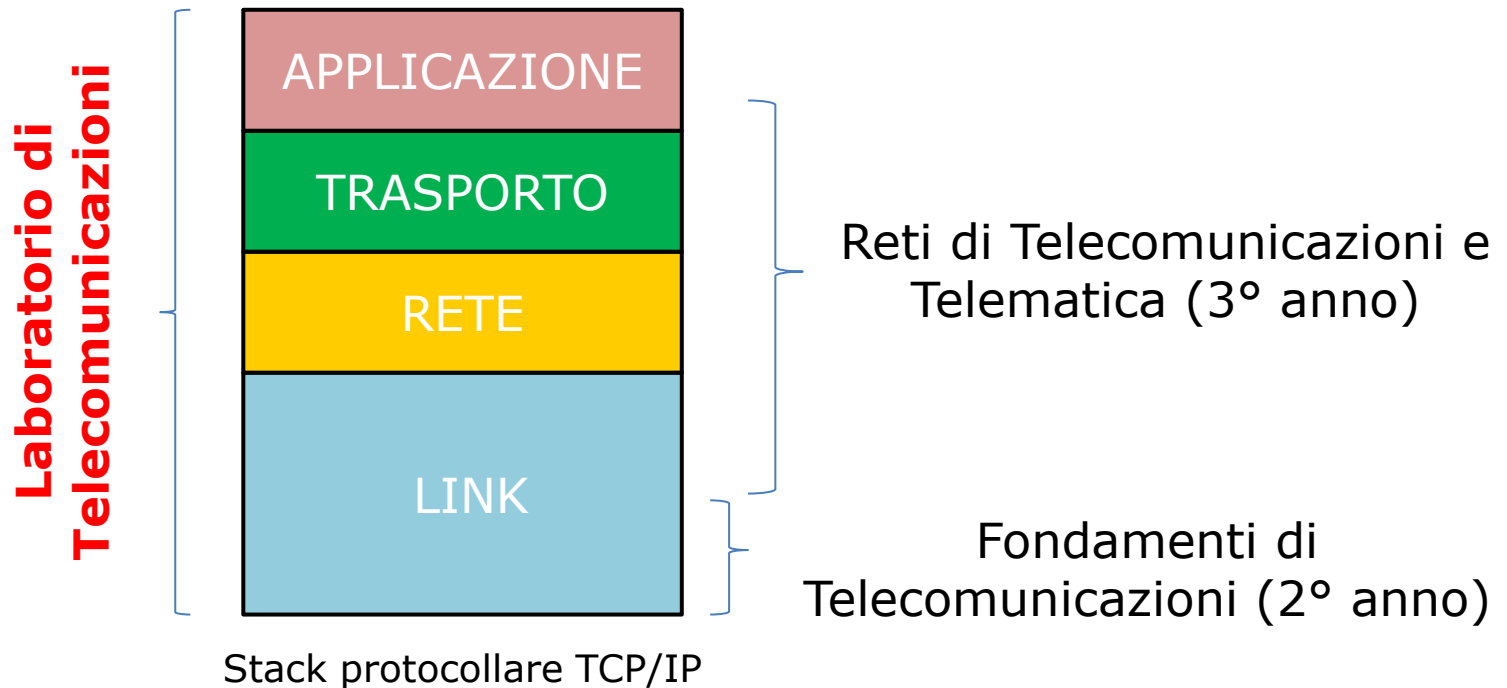 Laboratorio di
Telecomunicazioni
APPLICAZIONE
TRASPORTO
RETE
LINK
Reti di Telecomunicazioni e
Telematica (3° anno)
Fondamenti di
Telecomunicazioni (2° anno)
Stack protocollare TCP/IP